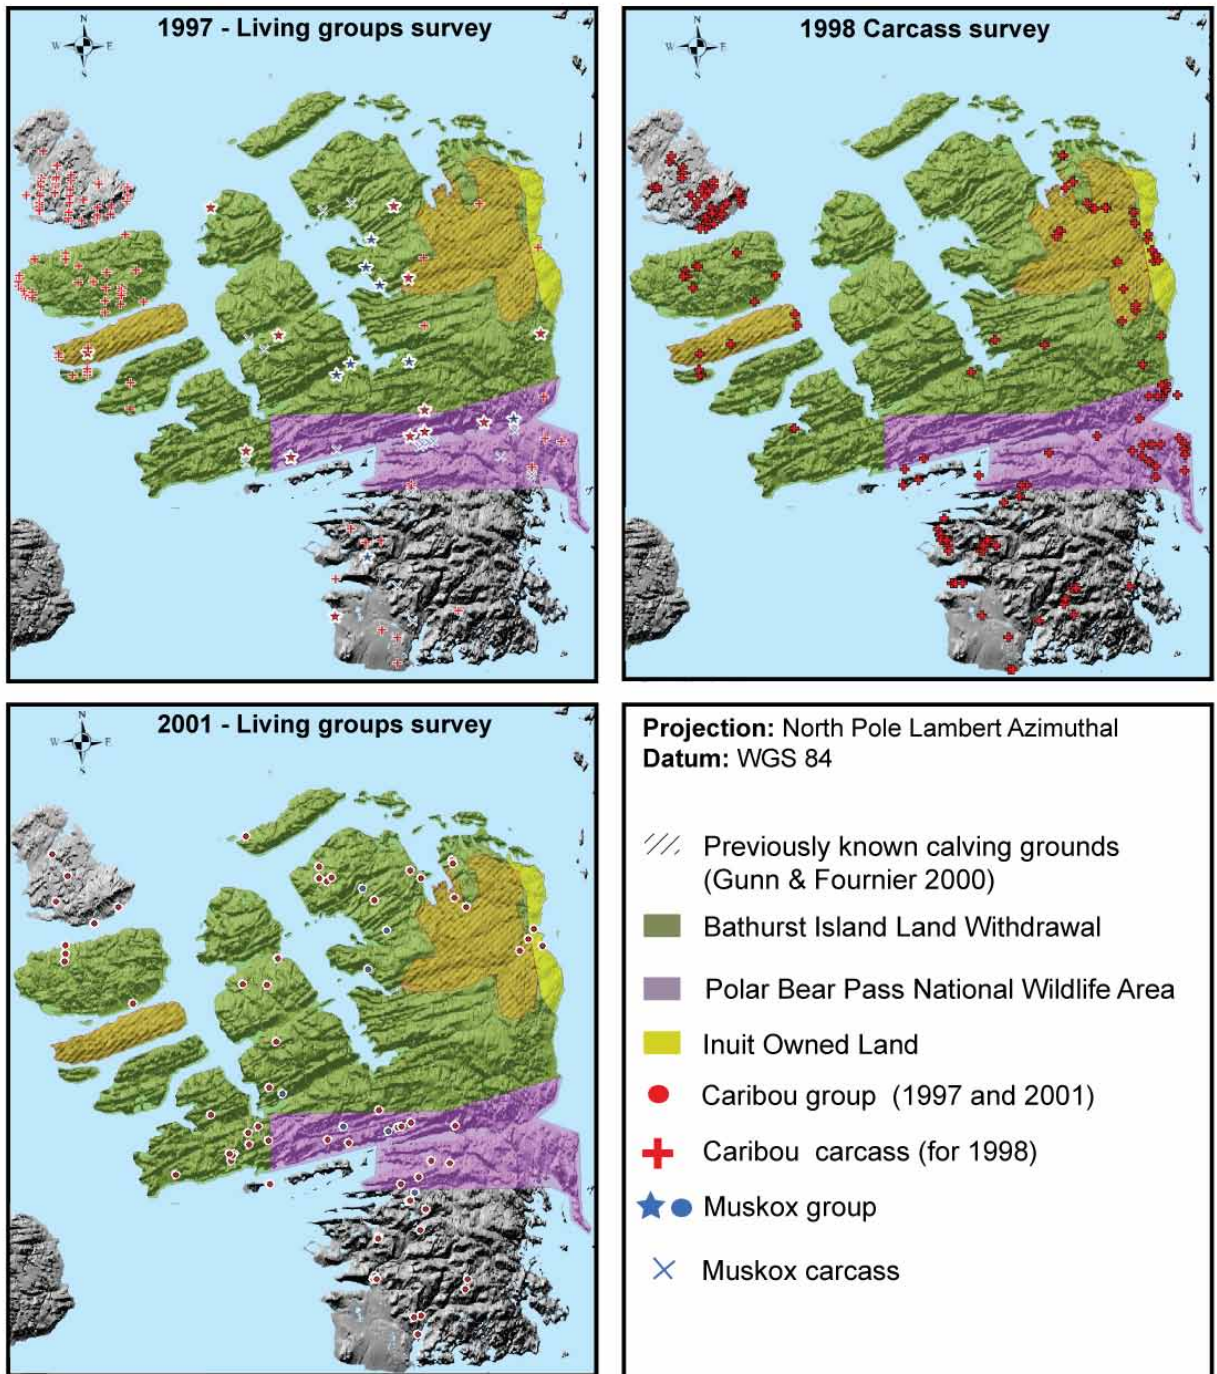 1997 - Living groups survey
N
W E
S
1998 Carcass survey
N
W E
S
2001 - Living groups survey
N
W E
S
Projection: North Pole Lambert Azimuthal
Datum: WGS 84
Previously known calving grounds
(Gunn & Fournier 2000)
Bathurst Island Land Withdrawal
Polar Bear Pass National Wildlife Area
Inuit Owned Land
Caribou group (1997 and 2001)
Caribou carcass (for 1998)
Muskox group
Muskox carcass